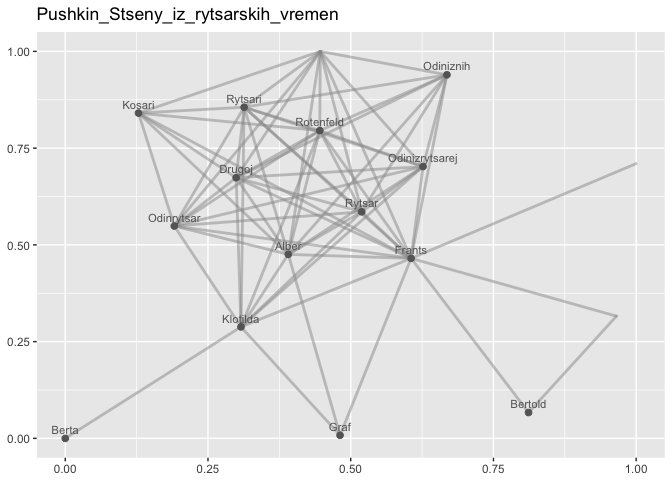 Pushkin_Stseny_iz_rytsarskih_vremen
1.00
Odiniznih
Kosari
Rytsari
Rotenfeld
0.75
Odinizrytsarej
Drugoj
Rytsar
Odinrytsar
0.50
Alber
Frants
Klotilda
0.25
Bertold
Berta
Graf
0.00
0.00
0.25
0.50
0.75
1.00